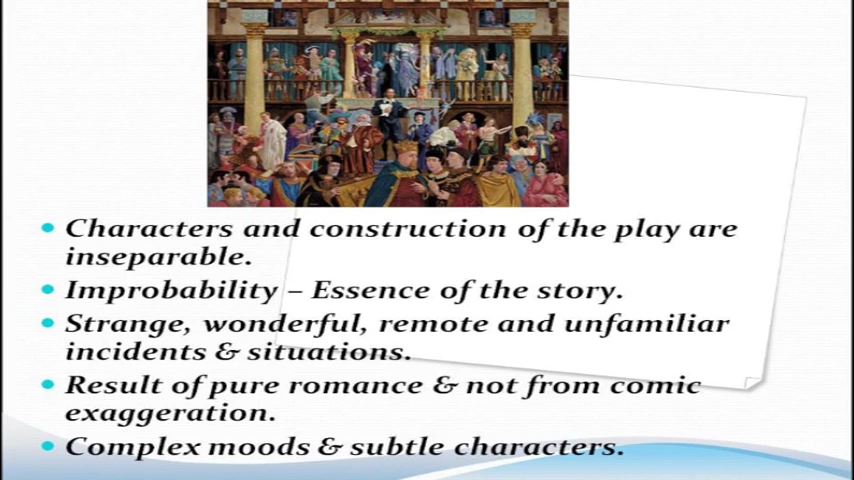 Characters and construction of the play are
inseparable.
Improbability – Essence of the story.
Strange, wonderful, remote and unfamiliar
incidents & situations.
Result of pure romance & not from comic
exaggeration.
Complex moods & subtle characters.